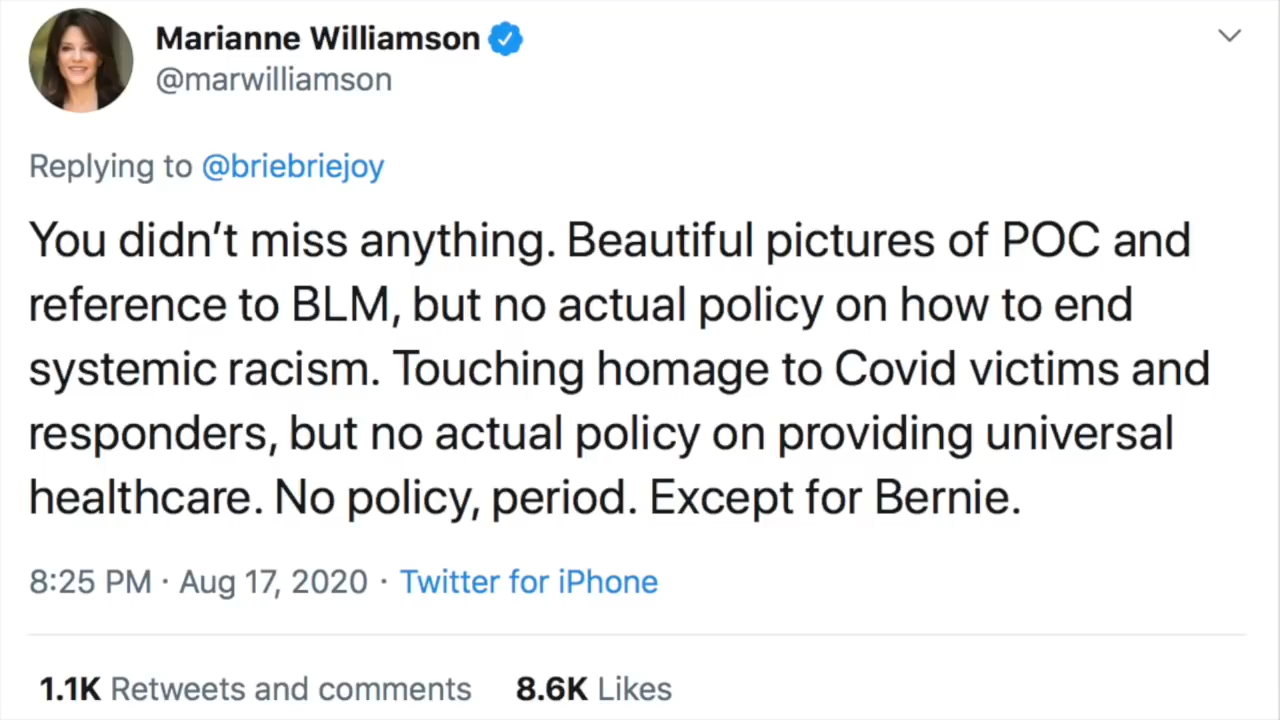 Marianne Williamson
@marwilliamson
Replying to @briebriejoy
You didn’t miss anything. Beautiful pictures of POC and
reference to BLM, but no actual policy on how to end
systemic racism. Touching homage to Covid victims and
responders, but no actual policy on providing universal
healthcare. No policy, period. Except for Bernie.
8:25 PM · Aug 17, 2020 · Twitter for iPhone
1.1K Retweets and comments 8.6K Likes